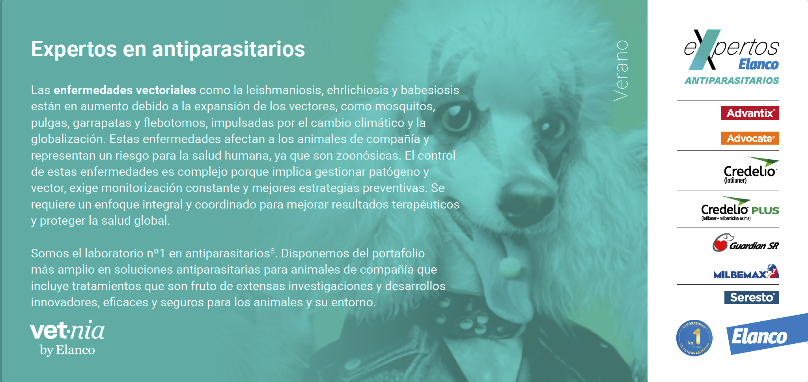 Expertos en antiparasitarios
Verano
Las enfermedades vectoriales como la leishmaniosis, ehrlichiosis y babesiosis
están en aumento debido a la expansión de los vectores, como mosquitos,
pulgas, garrapatas y flebotomos, impulsadas por el cambio climático y la
globalización. Estas enfermedades afectan a los animales de compañía y
representan un riesgo para la salud humana, ya que son zoonósicas. El control
de estas enfermedades es complejo porque implica gestionar patógeno y
vector, exige monitorización constante y mejores estrategias preventivas. Se
requiere un enfoque integral y coordinado para mejorar resultados terapéuticos
y proteger la salud global.
Somos el laboratorio nº1 en antiparasitarios⁵. Disponemos del portafolio
más amplio en soluciones antiparasitarias para animales de compañía que
incluye tratamientos que son fruto de extensas investigaciones y desarrollos
innovadores, eficaces y seguros para los animales y su entorno.
vet·nia
by Elanco
eXpertos
Elanco
ANTIPARASITARIOS
Advantix®
Advocate®
Credelio™
(lotilaner)
Credelio PLUS
Guardian SR
MILBEMAX
Seresto®
1
Elanco